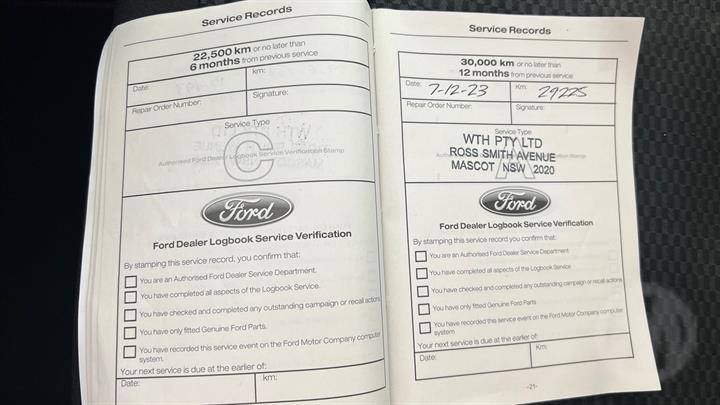 Service Records
22,500 km or no later than
6 months from previous service
Date:
km:
Repair Order Number:
Signature:
Service Type
C
Authorised Ford Dealer Logbook Service Verification Stamp
Ford
Ford Dealer Logbook Service Verification
By stamping this service record, you confirm that:
You are an Authorised Ford Dealer Service Department.
You have completed all aspects of the Logbook Service.
You have checked and completed any outstanding campaign or recall actions
You have only fitted Genuine Ford Parts.
You have recorded this service event on the Ford Motor Company computer
system.
Your next service is due at the earlier of:
Date:
km:
Service Records
30,000 km or no later than
12 months from previous service
Date: 7-12-23
Km: 29225
Repair Order Number:
Signature:
Service Type
A
WTH PTY LTD
ROSS SMITH AVENUE
MASCOT NSW 2020
Ford
Ford Dealer Logbook Service Verification
By stamping this service record you confirm that:
You are an Authorised Ford Dealer Service Department
You have completed all aspects of the Logbook Service
You have checked and completed any outstanding campaign or recall actions
You have only fitted Genuine Ford Parts
You have recorded this service event on the Ford Motor Company computer
system
Your next service is due at the earlier of:
Date:
Km:
-21-